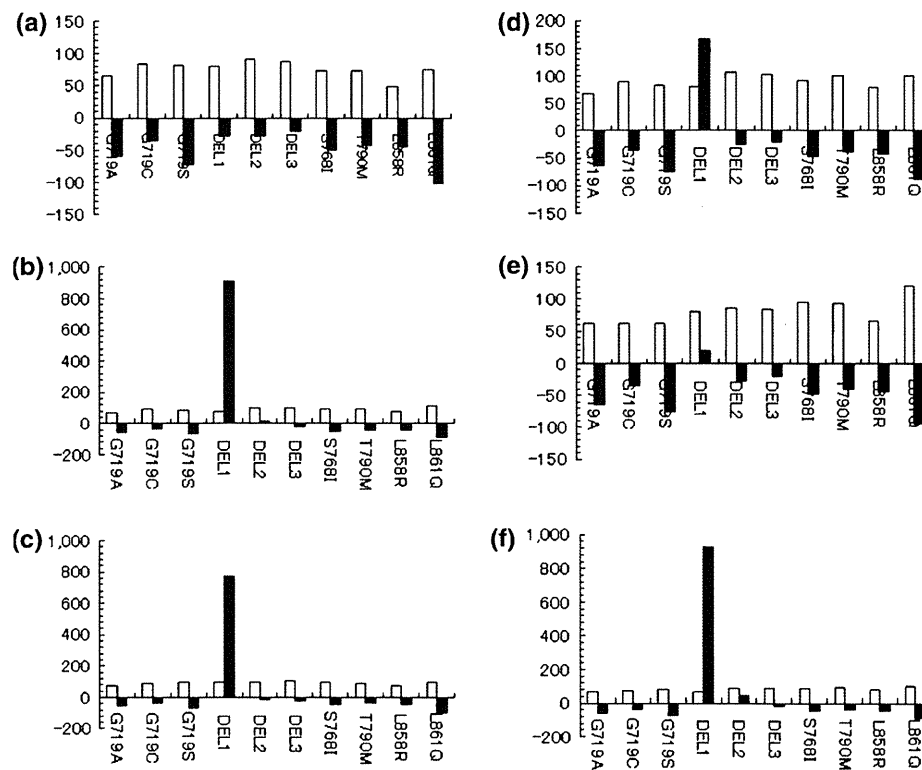 (a)
150
100
50
0
-50
-100
-150
G719A
G719C
G719S
DEL1
DEL2
DEL3
S768I
T790M
L858R
L861Q
(b)
1,000
800
600
400
200
0
-200
G719A
G719C
G719S
DEL1
DEL2
DEL3
S768I
T790M
L858R
L861Q
(c)
1,000
800
600
400
200
0
-200
G719A
G719C
G719S
DEL1
DEL2
DEL3
S768I
T790M
L858R
L861Q
(d)
200
150
100
50
0
-50
-100
-150
G719A
G719C
G719S
DEL1
DEL2
DEL3
S768I
T790M
L858R
L861Q
(e)
150
100
50
0
-50
-100
-150
G719A
G719C
G719S
DEL1
DEL2
DEL3
S768I
T790M
L858R
L861Q
(f)
1,000
800
600
400
200
0
-200
G719A
G719C
G719S
DEL1
DEL2
DEL3
S768I
T790M
L858R
L861Q